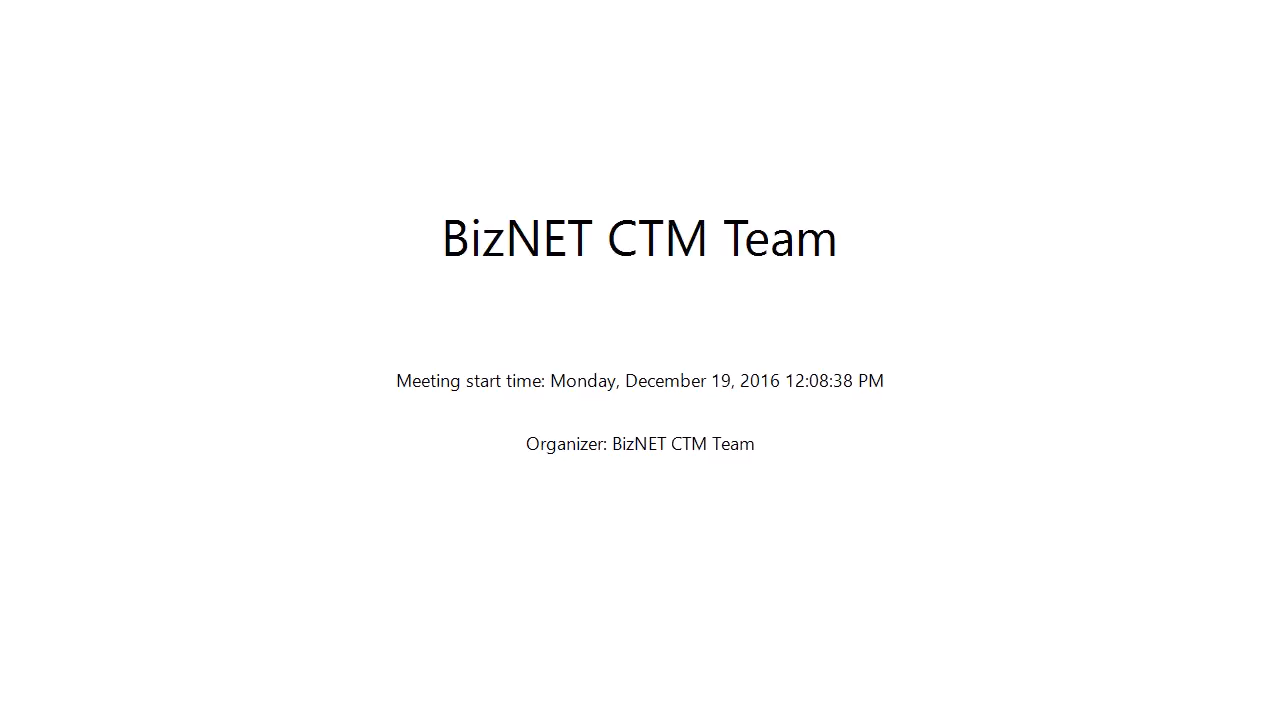 BizNET CTM Team
Meeting start time: Monday, December 19, 2016 12:08:38 PM
Organizer: BizNET CTM Team